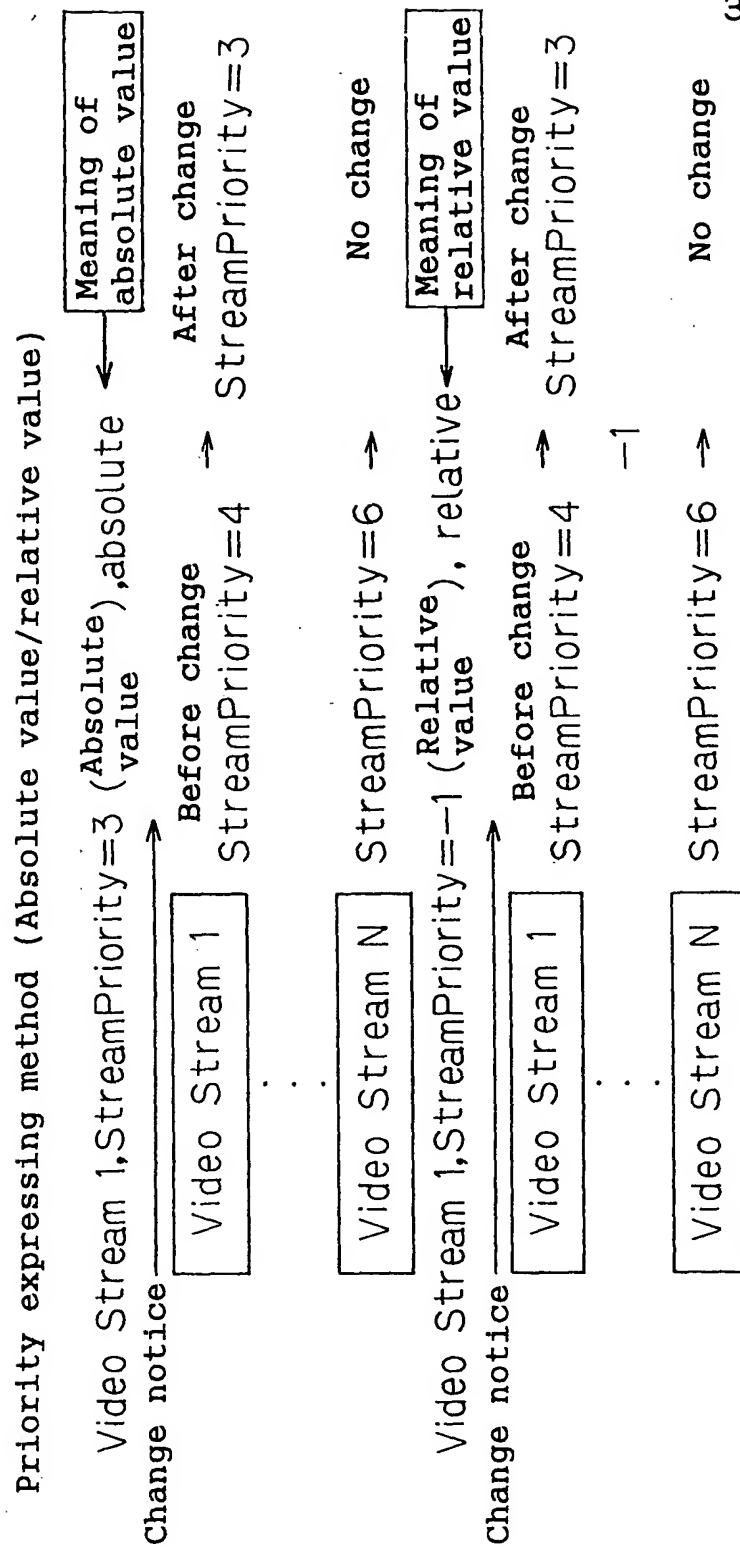 Priority expressing method (Absolute value/relative value)
Video Stream 1,StreamPriority=3 (Absolute value),absolute
Meaning of
absolute value
Change notice
Before change
After change
Video Stream 1
StreamPriority=4 → StreamPriority=3
. . .
Video Stream N
StreamPriority=6 → No change
Video Stream 1,StreamPriority=−1 (Relative value), relative
Meaning of
relative value
Change notice
Before change
After change
Video Stream 1
StreamPriority=4 → StreamPriority=3
−1
. . .
Video Stream N
StreamPriority=6 → No change